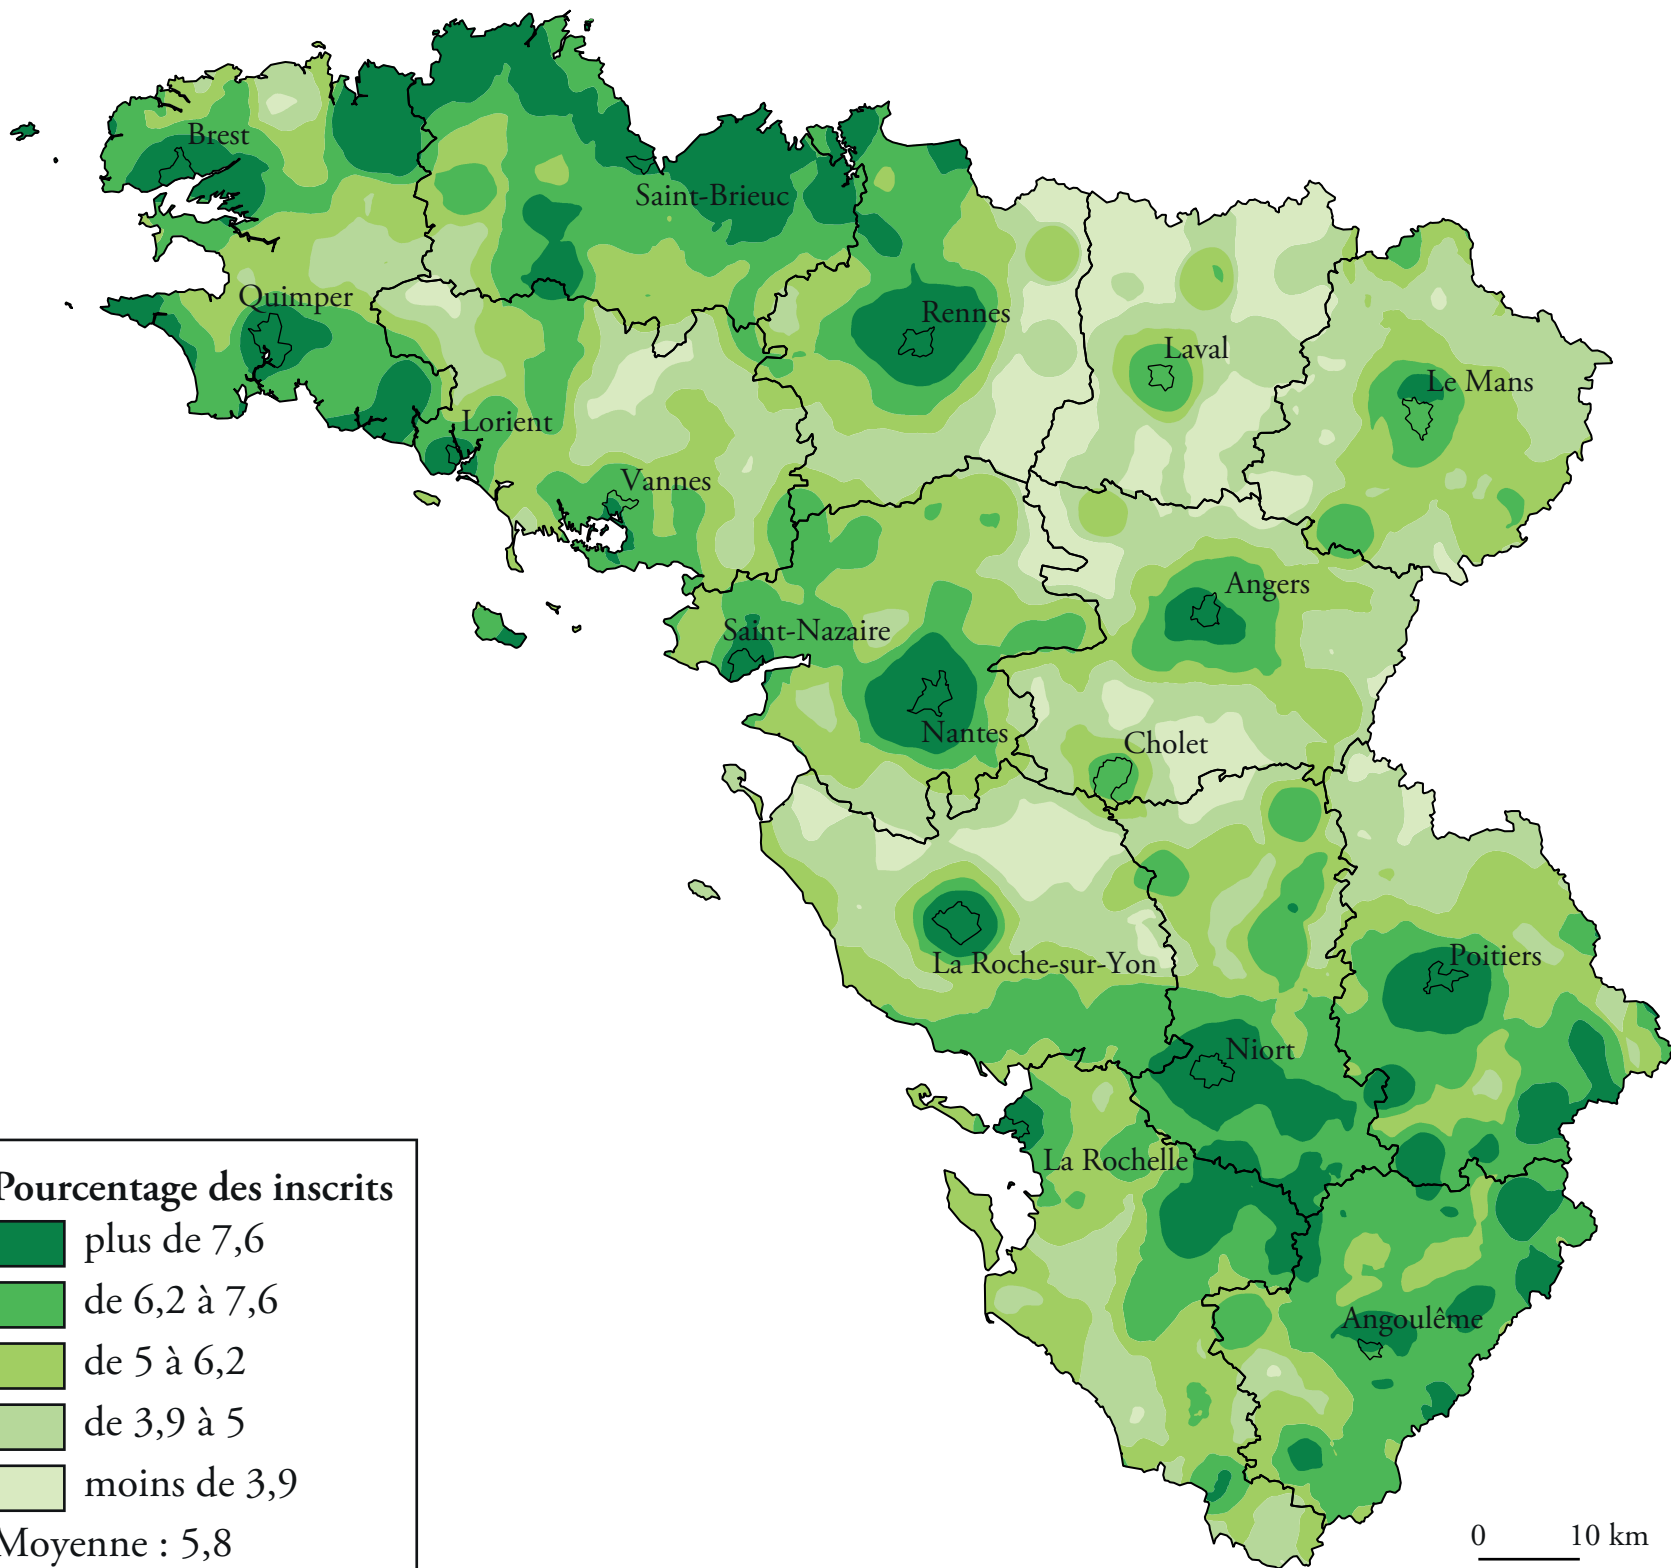 Brest
Saint-Brieuc
Quimper
Rennes
Laval
Le Mans
Lorient
Vannes
Angers
Saint-Nazaire
Nantes
Cholet
La Roche-sur-Yon
Poitiers
Niort
La Rochelle
Angoulême
Pourcentage des inscrits
plus de 7,6
de 6,2 à 7,6
de 5 à 6,2
de 3,9 à 5
moins de 3,9
Moyenne : 5,8
0 10 km